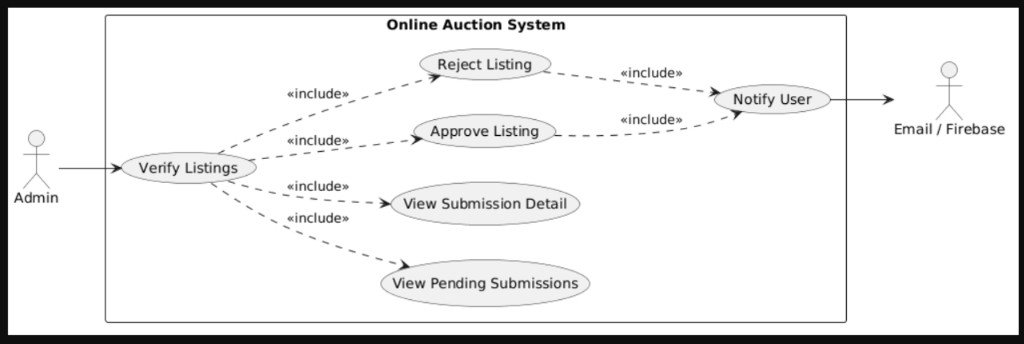 Online Auction System
Reject Listing
«include»
«include»
Notify User
Email / Firebase
«include»
Approve Listing
«include»
«include»
Verify Listings
Admin
«include»
View Submission Detail
«include»
View Pending Submissions